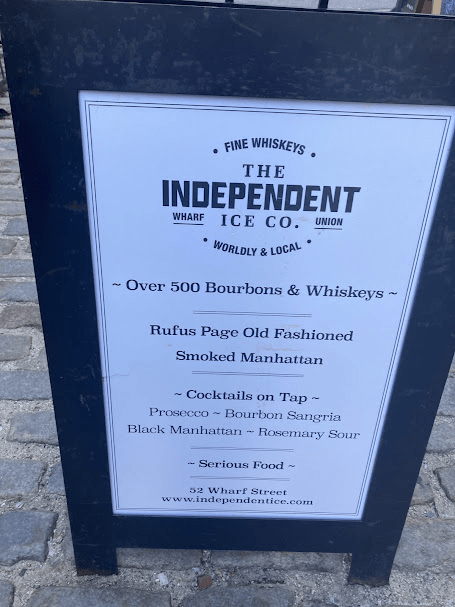 • FINE WHISKEYS •
THE
INDEPENDENT
WHARF ICE CO. UNION
• WORLDLY & LOCAL •
~ Over 500 Bourbons & Whiskeys ~
Rufus Page Old Fashioned
Smoked Manhattan
~ Cocktails on Tap ~
Prosecco ~ Bourbon Sangria
Black Manhattan ~ Rosemary Sour
~ Serious Food ~
52 Wharf Street
www.independentice.com